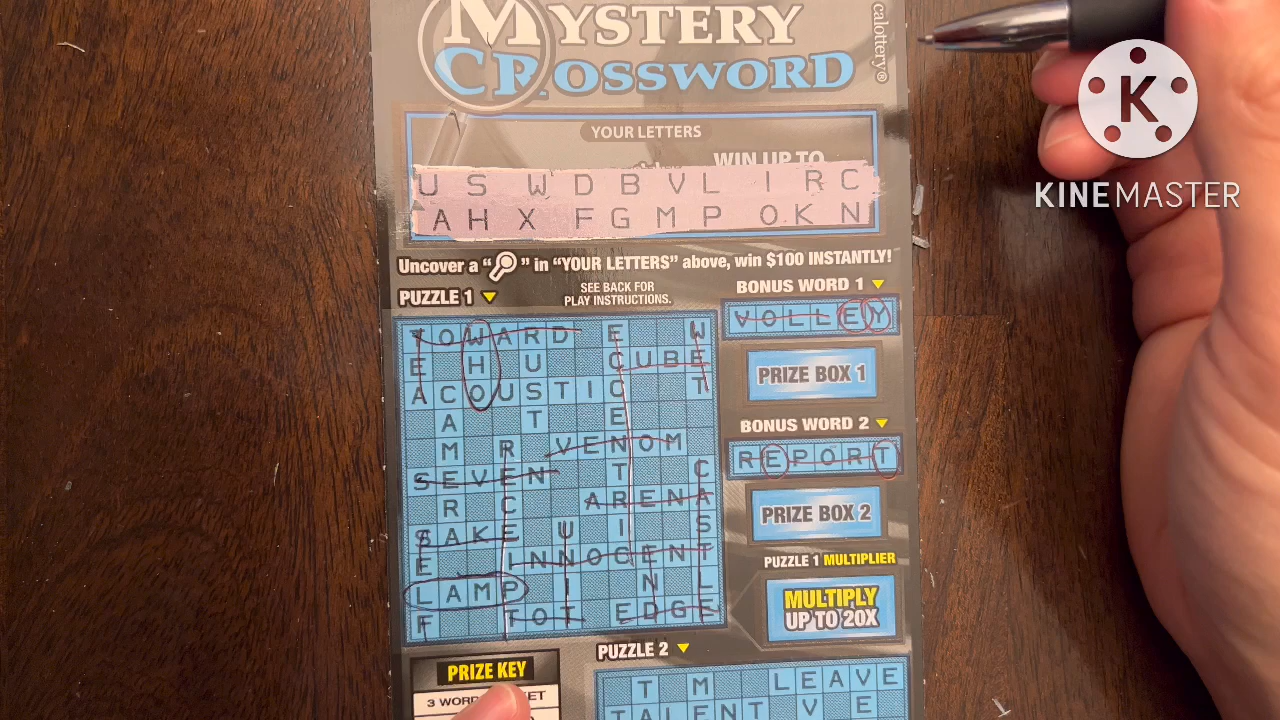 MYSTERY
CROSSWORD
calottery®
YOUR LETTERS
WIN UP TO
U S W D B V L I R C
A H X F G M P O K N
Uncover a " " in "YOUR LETTERS" above, win $100 INSTANTLY!
PUZZLE 1
SEE BACK FOR
PLAY INSTRUCTIONS.
TOWARD E W
E H U CUBE
ACOUSTIC T
A T E
M R VENOM
SEVEN T C
R C ARENA
SAKE U I S
E INNOCENT
LAMP I N L
F TOT EDGE
BONUS WORD 1
VOLLEY
PRIZE BOX 1
BONUS WORD 2
REPORT
PRIZE BOX 2
PUZZLE 1 MULTIPLIER
MULTIPLY
UP TO 20X
PRIZE KEY
3 WORD
PUZZLE 2
T M LEAVE
TALENT V E
K
KINEMASTER